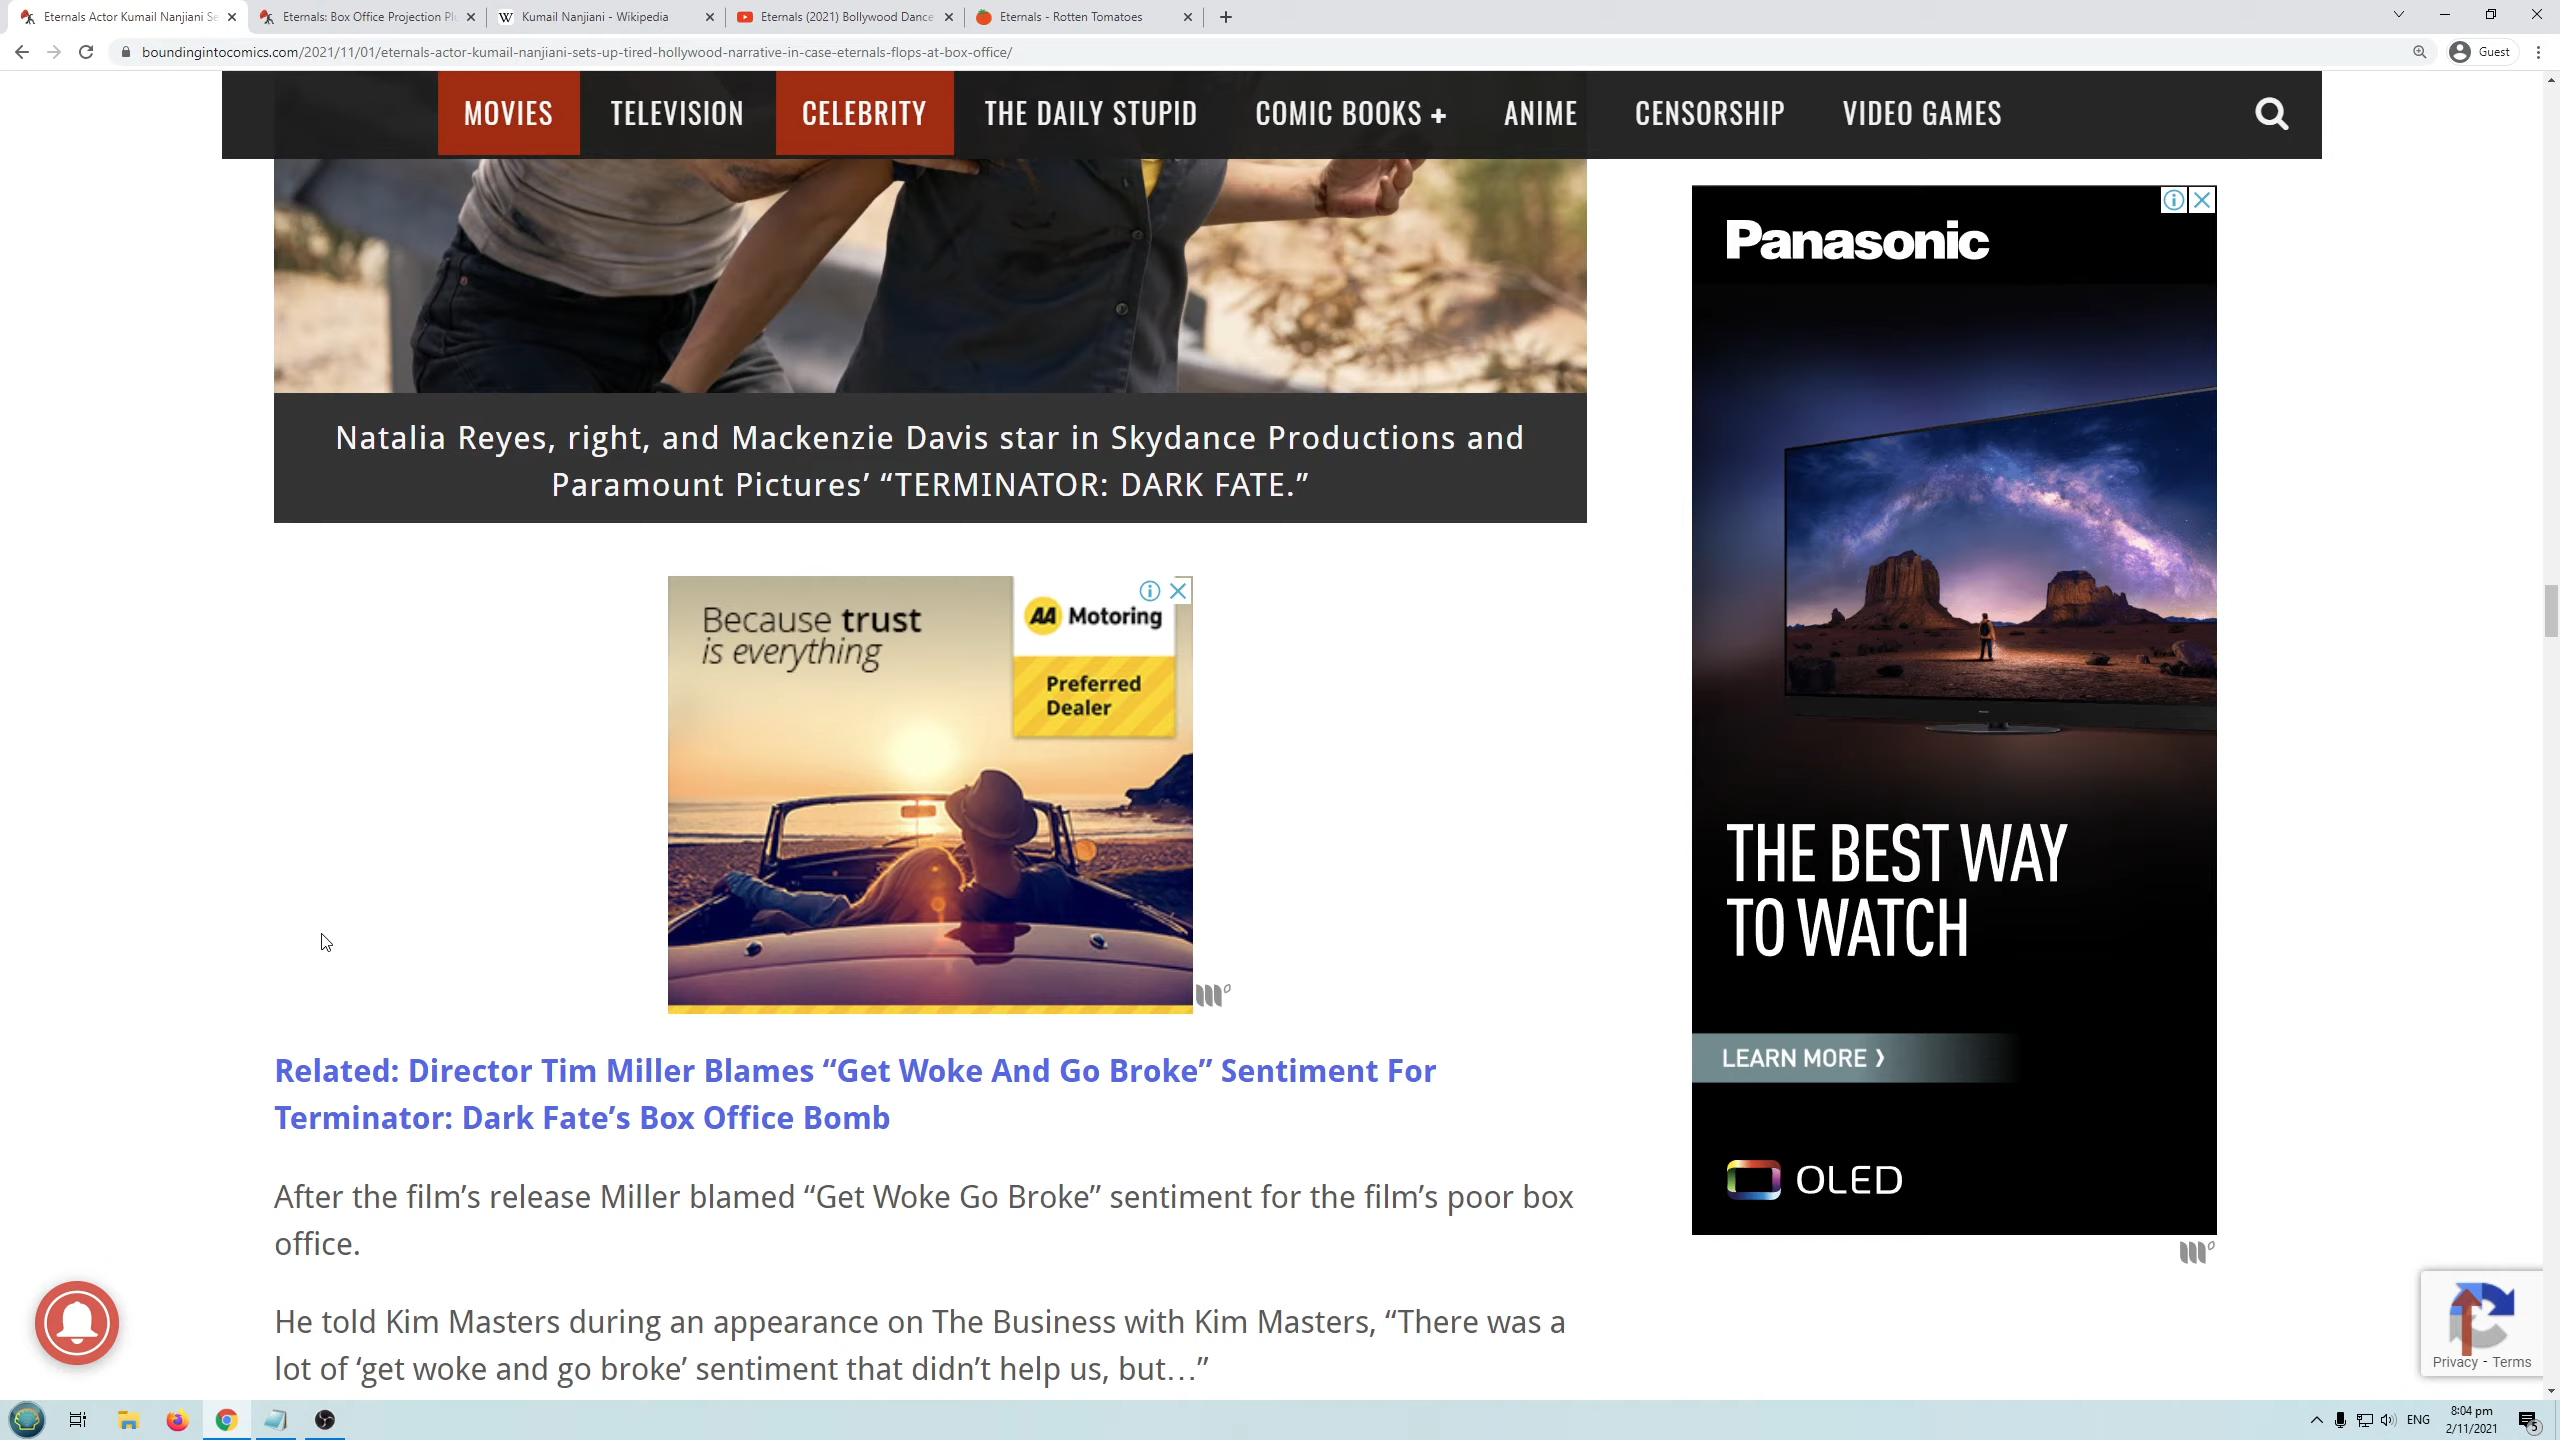 Eternals Actor Kumail Nanjiani Se
Eternals: Box Office Projection Pl
Kumail Nanjiani - Wikipedia
Eternals (2021) Bollywood Dance
Eternals - Rotten Tomatoes
boundingintocomics.com/2021/11/01/eternals-actor-kumail-nanjiani-sets-up-tired-hollywood-narrative-in-case-eternals-flops-at-box-office/
Guest
MOVIES
TELEVISION
CELEBRITY
THE DAILY STUPID
COMIC BOOKS +
ANIME
CENSORSHIP
VIDEO GAMES
Natalia Reyes, right, and Mackenzie Davis star in Skydance Productions and
Paramount Pictures’ “TERMINATOR: DARK FATE.”
Because trust
is everything
AA Motoring
Preferred
Dealer
Related: Director Tim Miller Blames “Get Woke And Go Broke” Sentiment For
Terminator: Dark Fate’s Box Office Bomb
After the film’s release Miller blamed “Get Woke Go Broke” sentiment for the film’s poor box
office.
He told Kim Masters during an appearance on The Business with Kim Masters, “There was a
lot of ‘get woke and go broke’ sentiment that didn’t help us, but…”
Panasonic
THE BEST WAY
TO WATCH
LEARN MORE ❯
OLED
Privacy - Terms
ENG
8:04 pm
2/11/2021
5